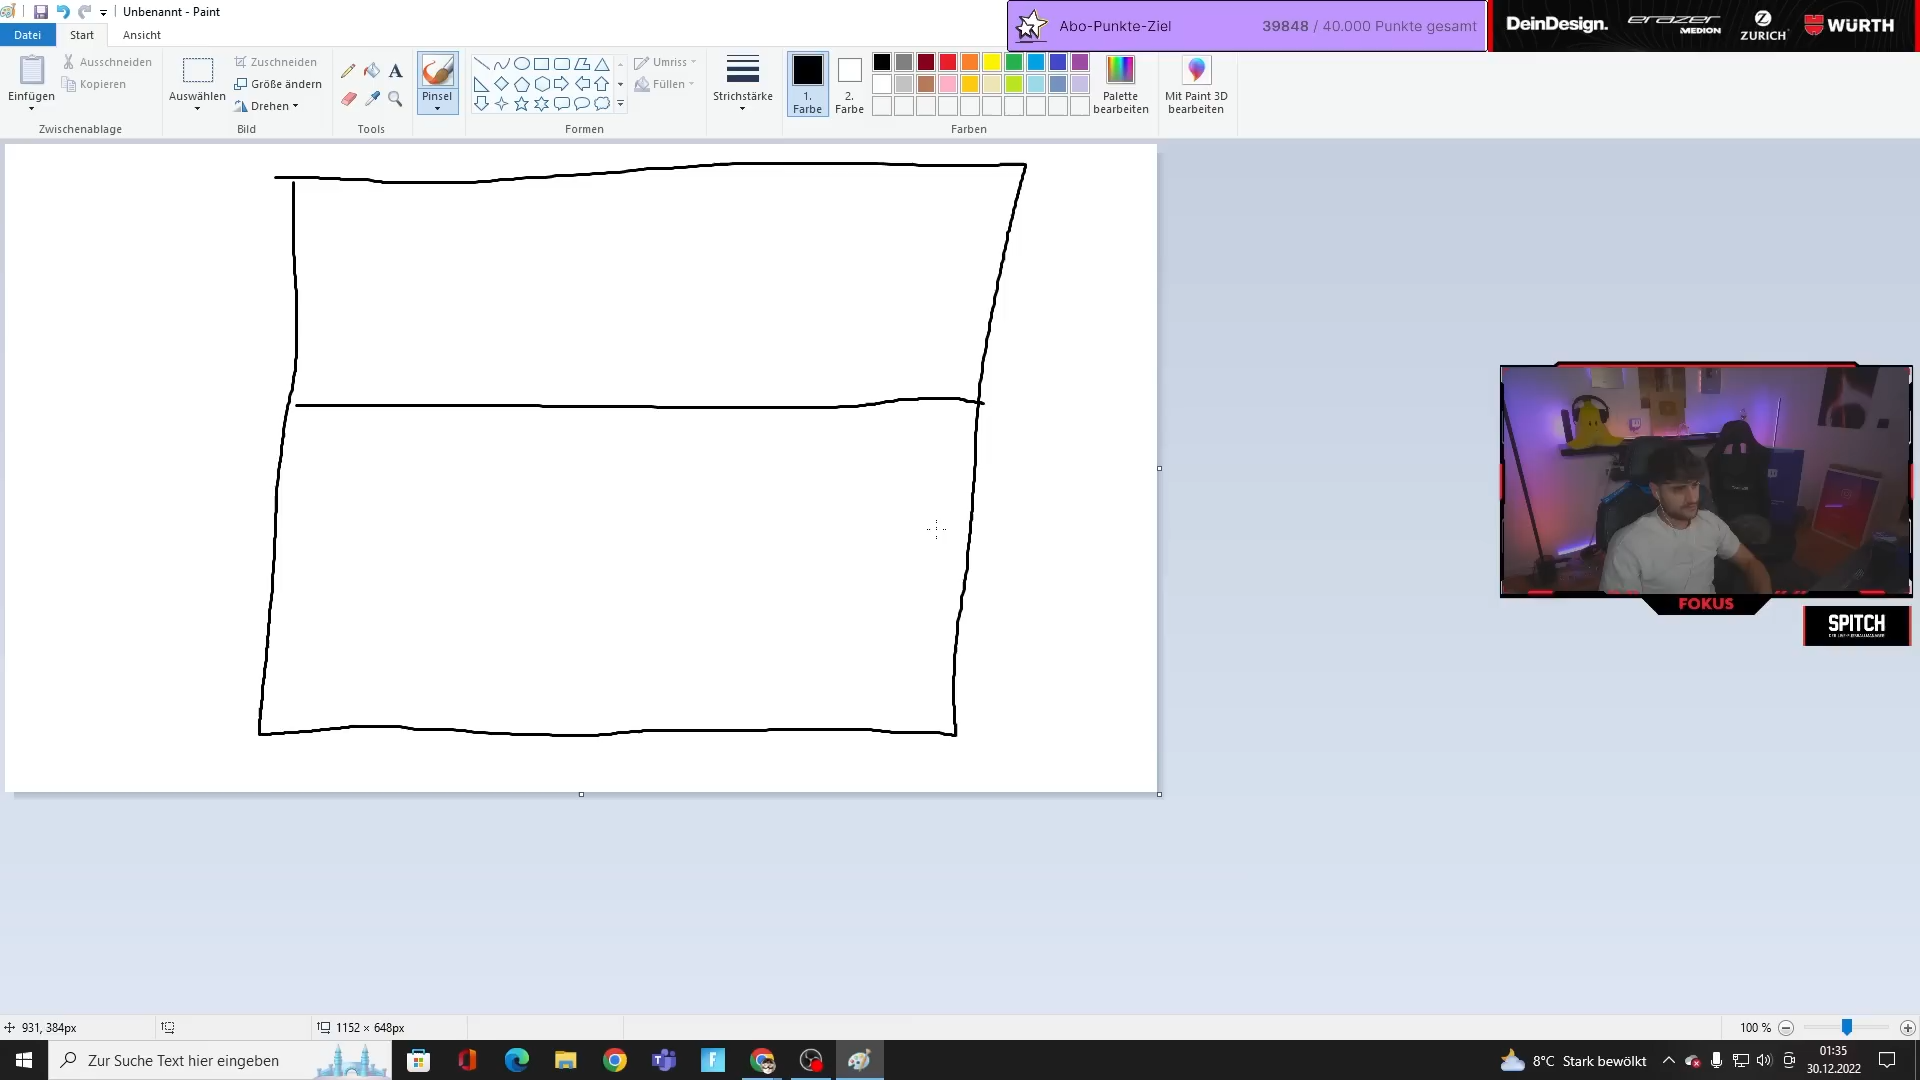 Unbenannt - Paint
Abo-Punkte-Ziel 39848 / 40.000 Punkte gesamt
DeinDesign. erazer MEDION ZURICH WÜRTH
Datei Start Ansicht
Einfügen Ausschneiden Kopieren
Zwischenablage
Auswählen Zuschneiden Größe ändern Drehen
Bild
A
Tools
Pinsel
Umriss Füllen
Formen
Strichstärke
1. Farbe
2. Farbe
Palette bearbeiten
Farben
Mit Paint 3D bearbeiten
FOKUS
SPITCH
931, 384px 1152 × 648px 100 %
Zur Suche Text hier eingeben
8°C Stark bewölkt
01:35
30.12.2022